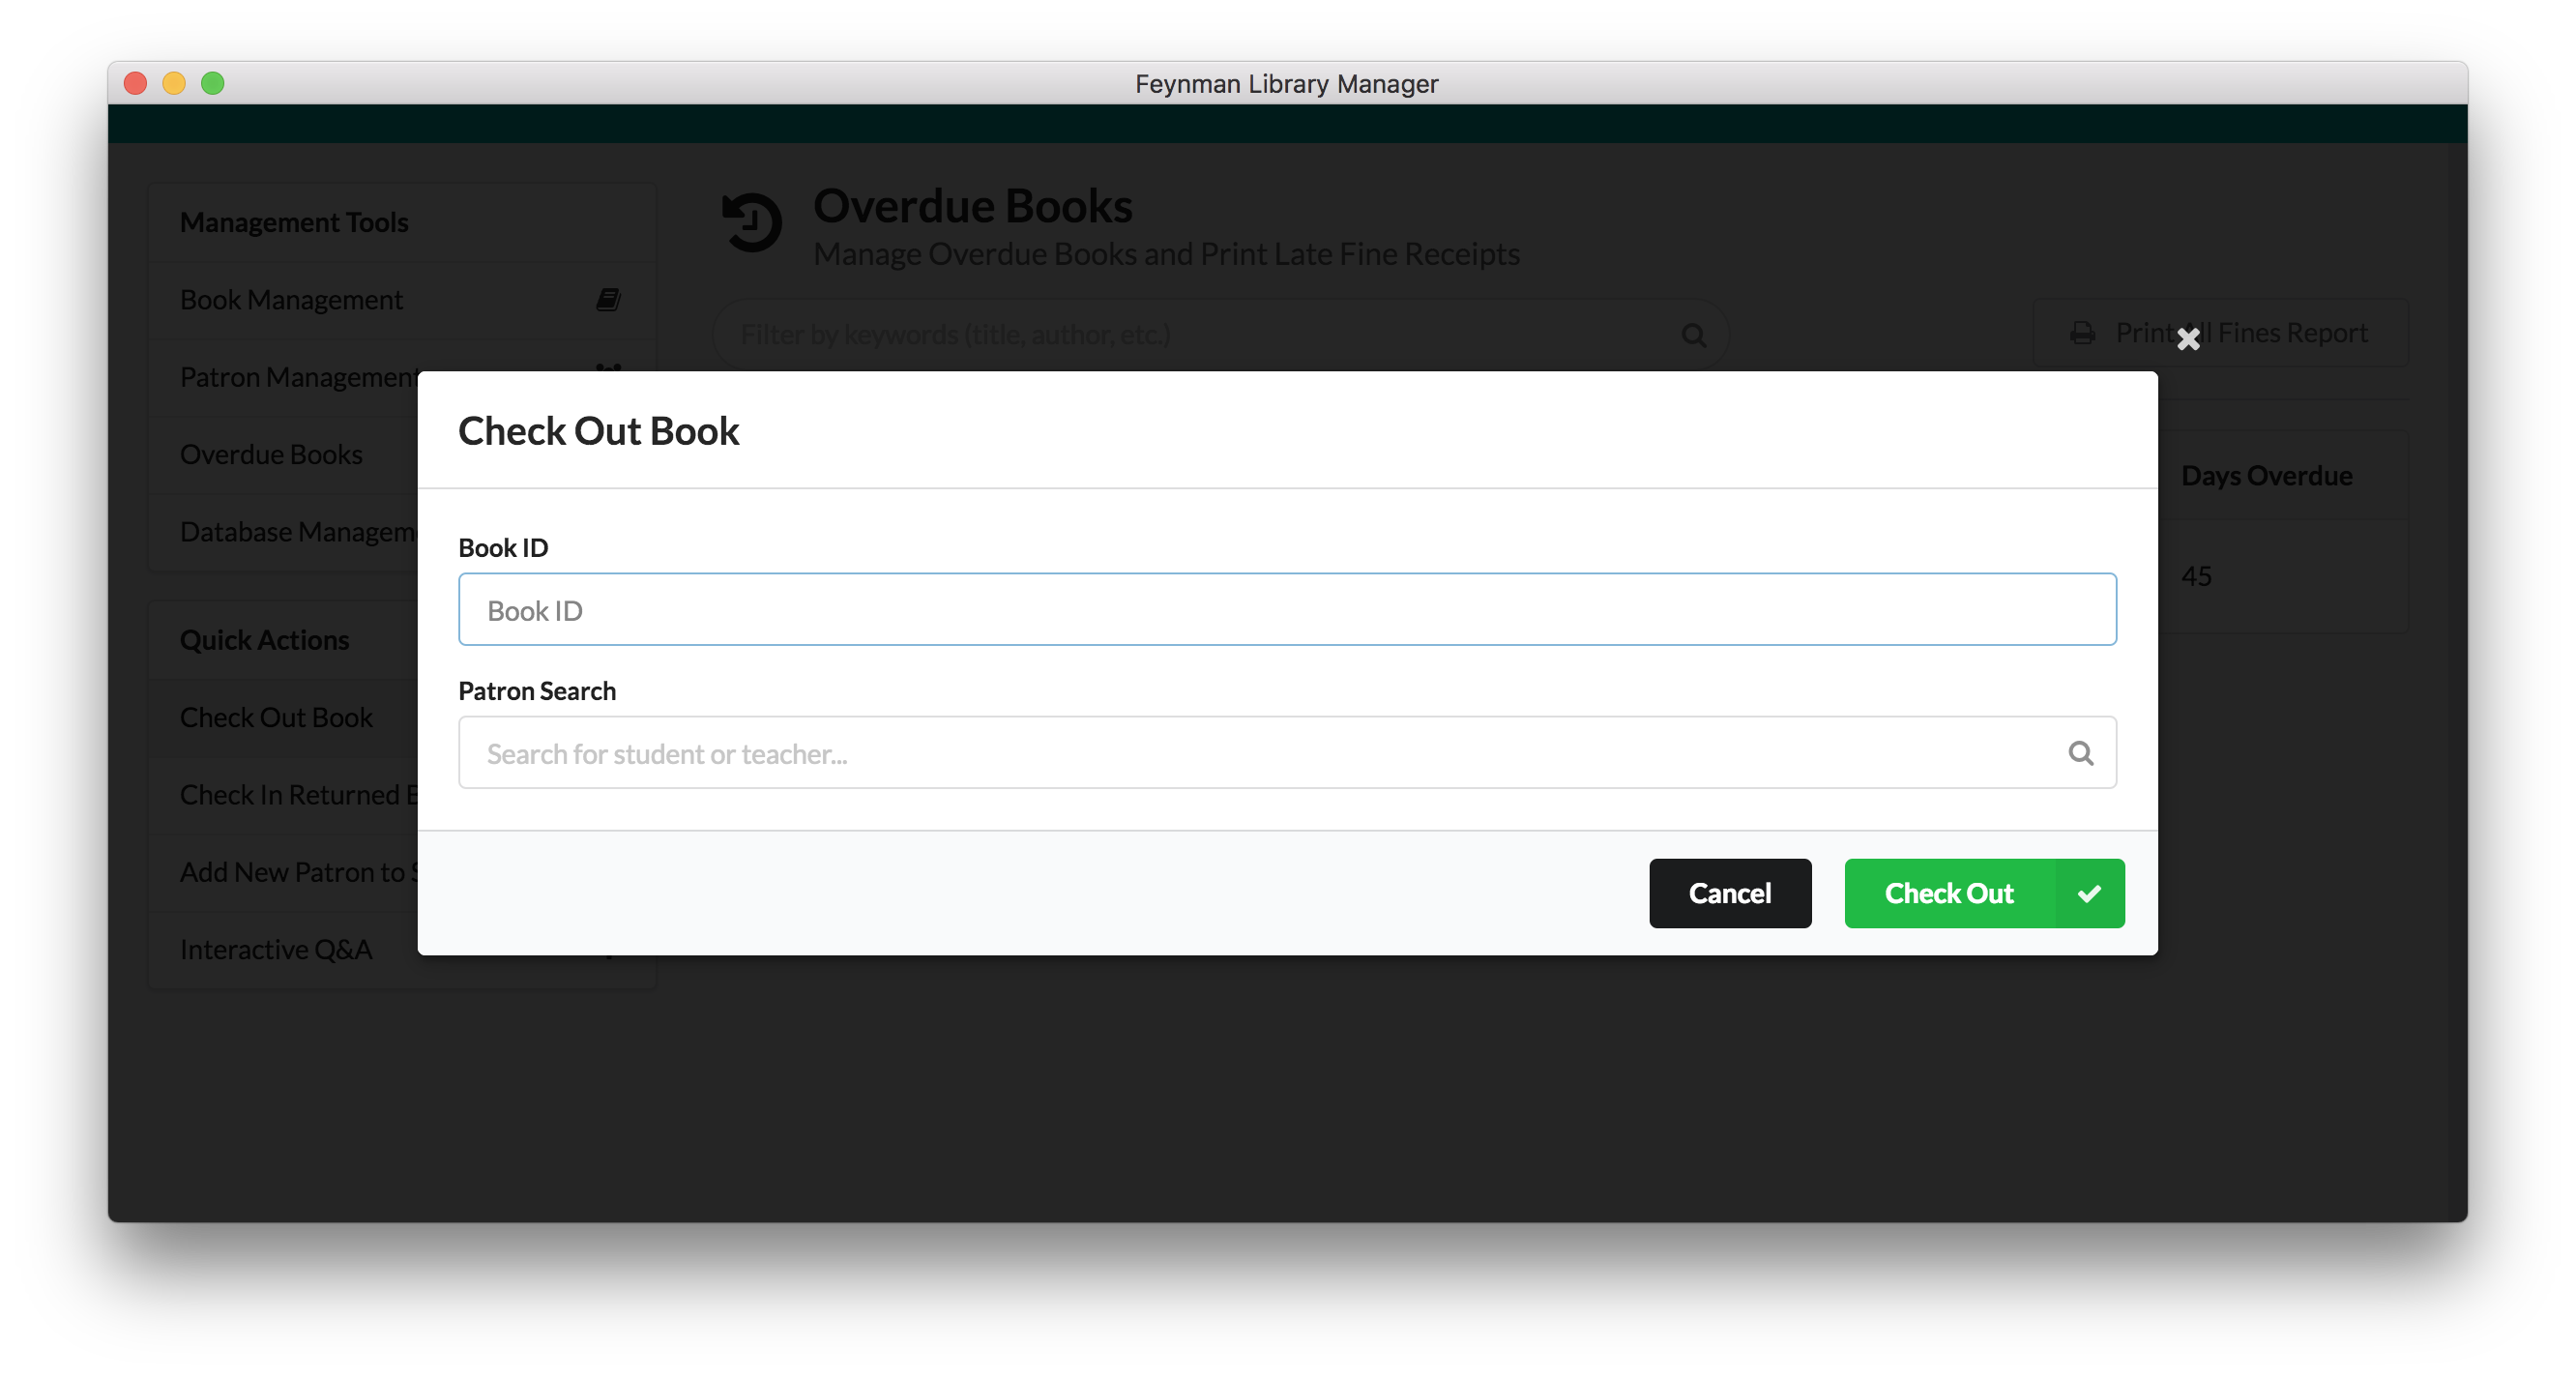 Feynman Library Manager
Management Tools
Book Management
Patron Management
Overdue Books
Database Managem
Quick Actions
Check Out Book
Check In Returned
Add New Patron to
Interactive Q&A
Overdue Books
Manage Overdue Books and Print Late Fine Receipts
Filter by keywords (title, author, etc.)
Print All Fines Report
Days Overdue
45
Check Out Book
Book ID
Book ID
Patron Search
Search for student or teacher...
Cancel
Check Out